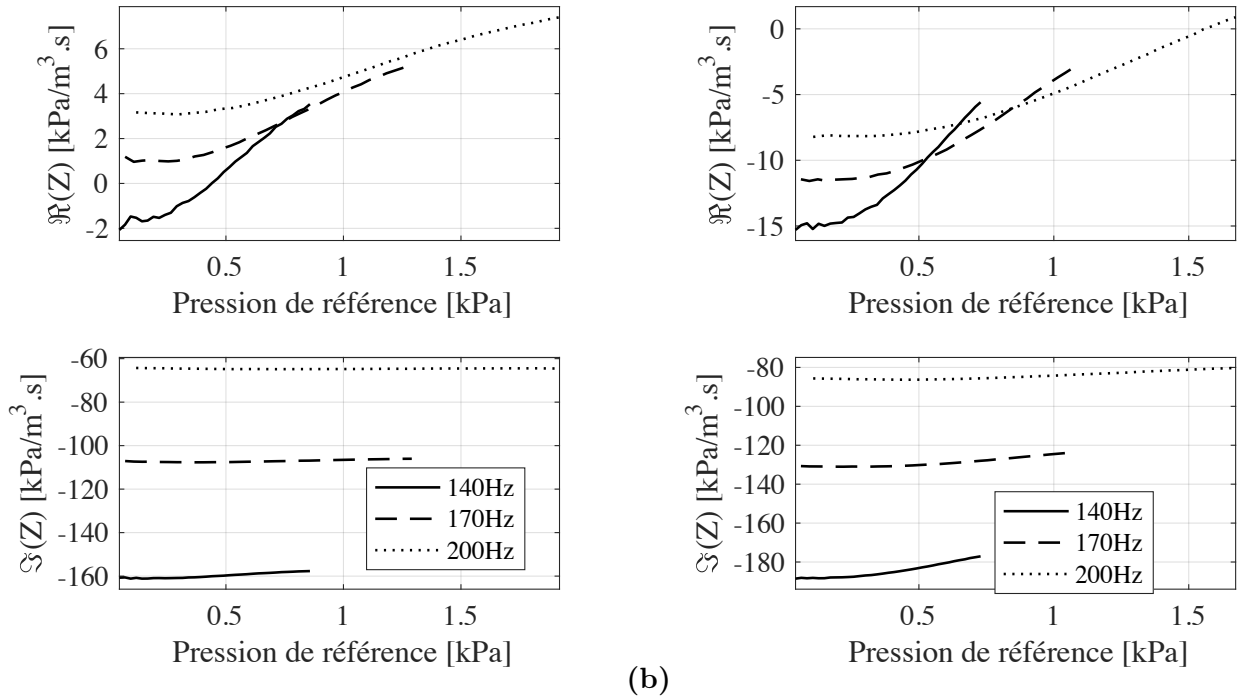 6
4
2
0
-2
ℜ(Z) [kPa/m³.s]
0.5 1 1.5
Pression de référence [kPa]
0
-5
-10
-15
ℜ(Z) [kPa/m³.s]
0.5 1 1.5
Pression de référence [kPa]
-60
-80
-100
-120
-140
-160
ℑ(Z) [kPa/m³.s]
140Hz
170Hz
200Hz
0.5 1 1.5
Pression de référence [kPa]
-80
-100
-120
-140
-160
-180
ℑ(Z) [kPa/m³.s]
140Hz
170Hz
200Hz
0.5 1 1.5
Pression de référence [kPa]
(b)